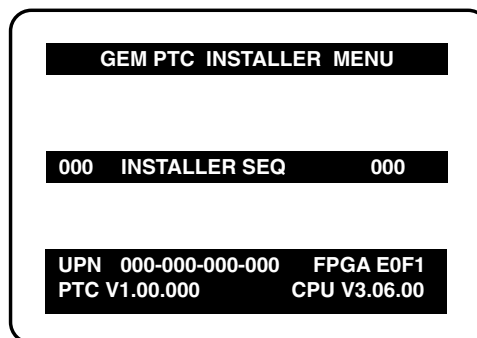 GEM PTC INSTALLER MENU
000 INSTALLER SEQ 000
UPN 000-000-000-000 FPGA E0F1
PTC V1.00.000 CPU V3.06.00